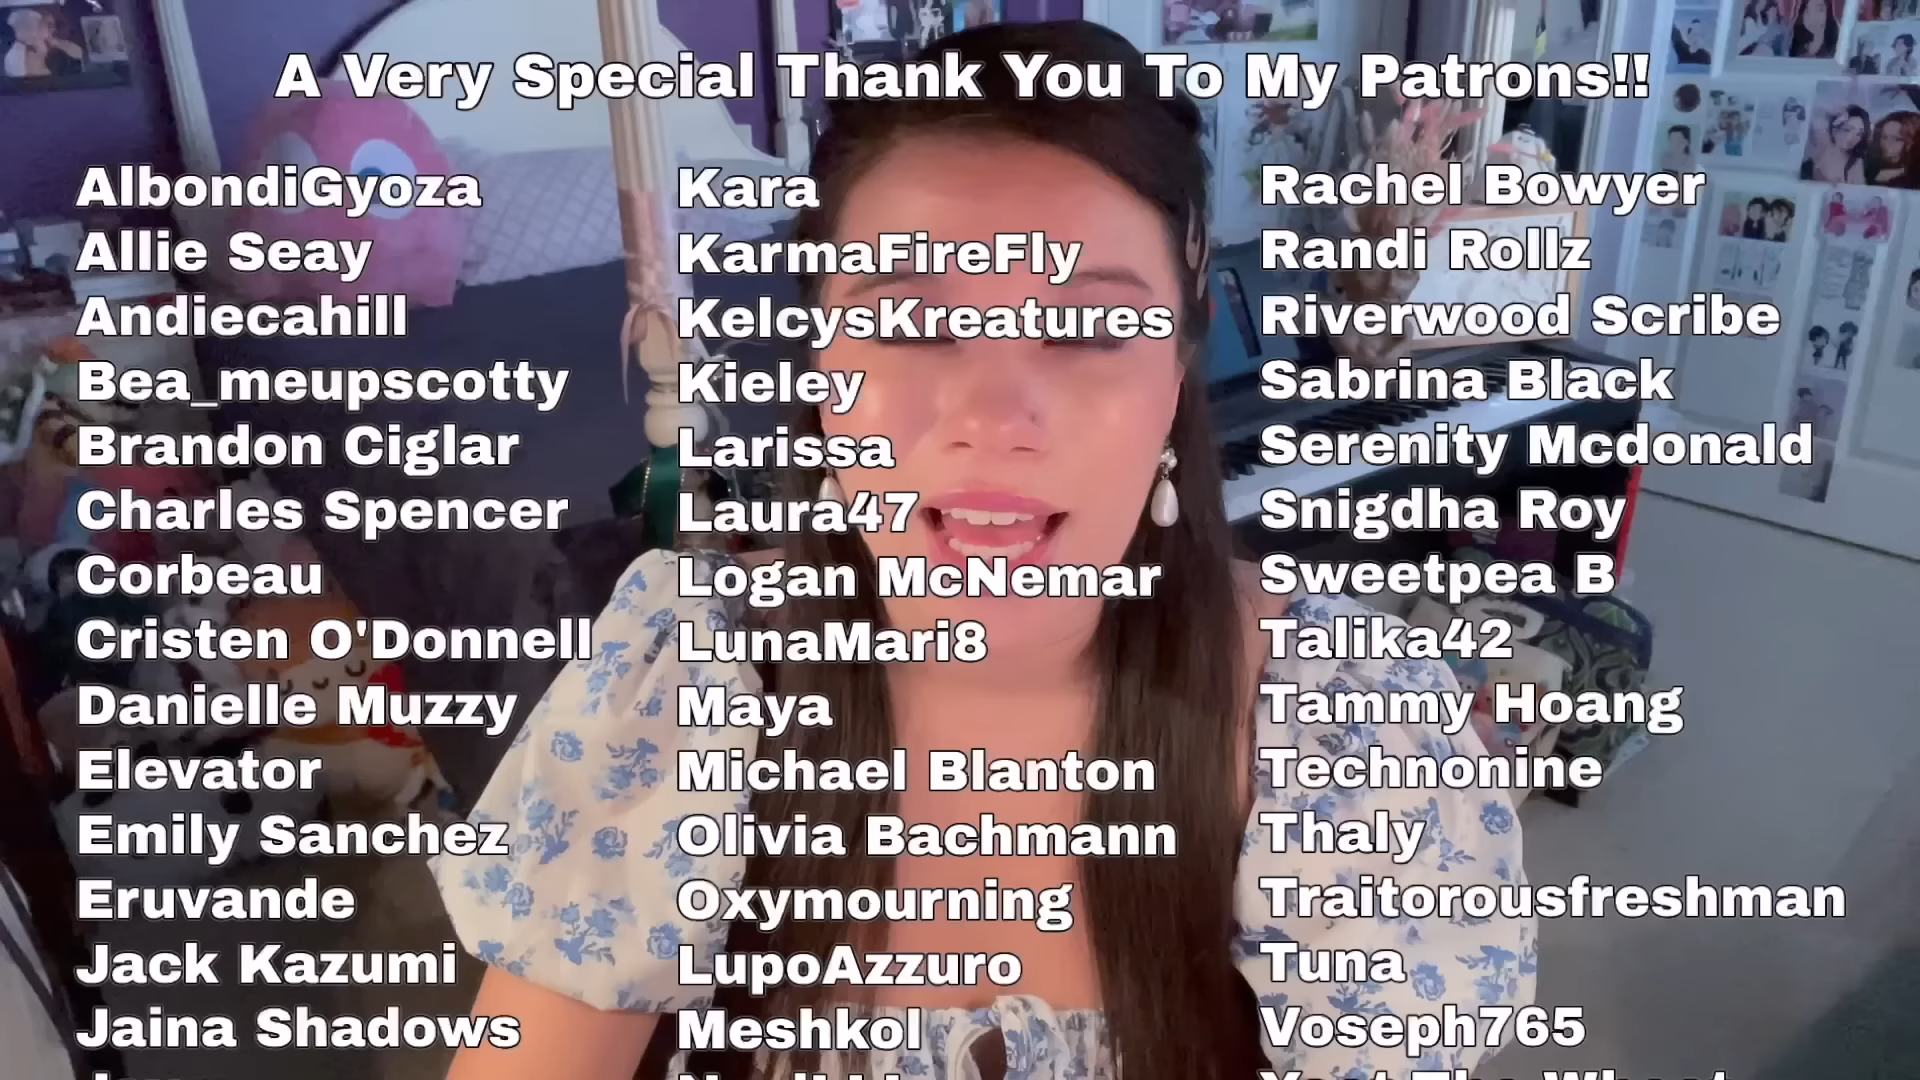 A Very Special Thank You To My Patrons!!
AlbondiGyoza
Allie Seay
Andiecahill
Bea_meupscotty
Brandon Ciglar
Charles Spencer
Corbeau
Cristen O'Donnell
Danielle Muzzy
Elevator
Emily Sanchez
Eruvande
Jack Kazumi
Jaina Shadows
Kara
KarmaFireFly
KelcysKreatures
Kieley
Larissa
Laura47
Logan McNemar
LunaMari8
Maya
Michael Blanton
Olivia Bachmann
Oxymourning
LupoAzzuro
Meshkol
Rachel Bowyer
Randi Rollz
Riverwood Scribe
Sabrina Black
Serenity Mcdonald
Snigdha Roy
Sweetpea B
Talika42
Tammy Hoang
Technonine
Thaly
Traitorousfreshman
Tuna
Voseph765